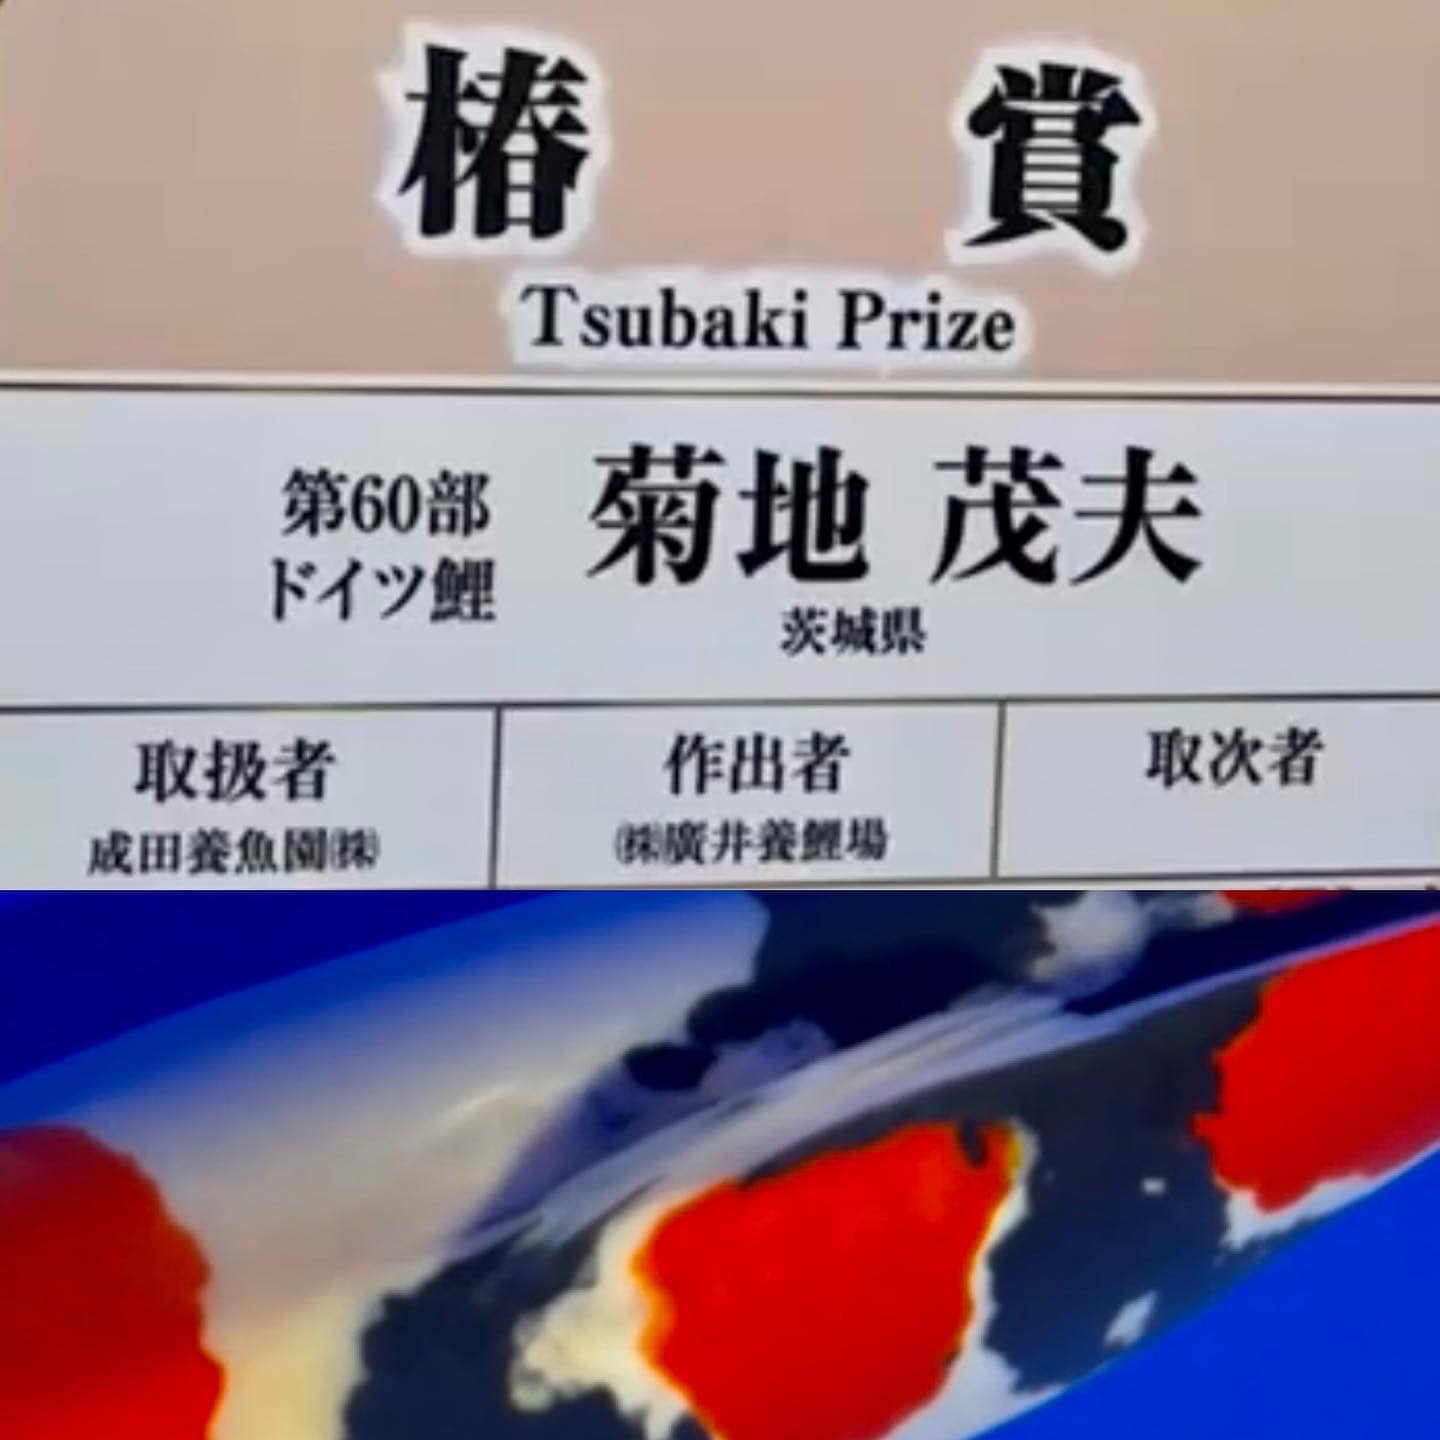 椿 賞
Tsubaki Prize
第60部
ドイツ鯉
菊地 茂夫
茨城県
取扱者
成田養魚園㈱
作出者
㈱廣井養鯉場
取次者